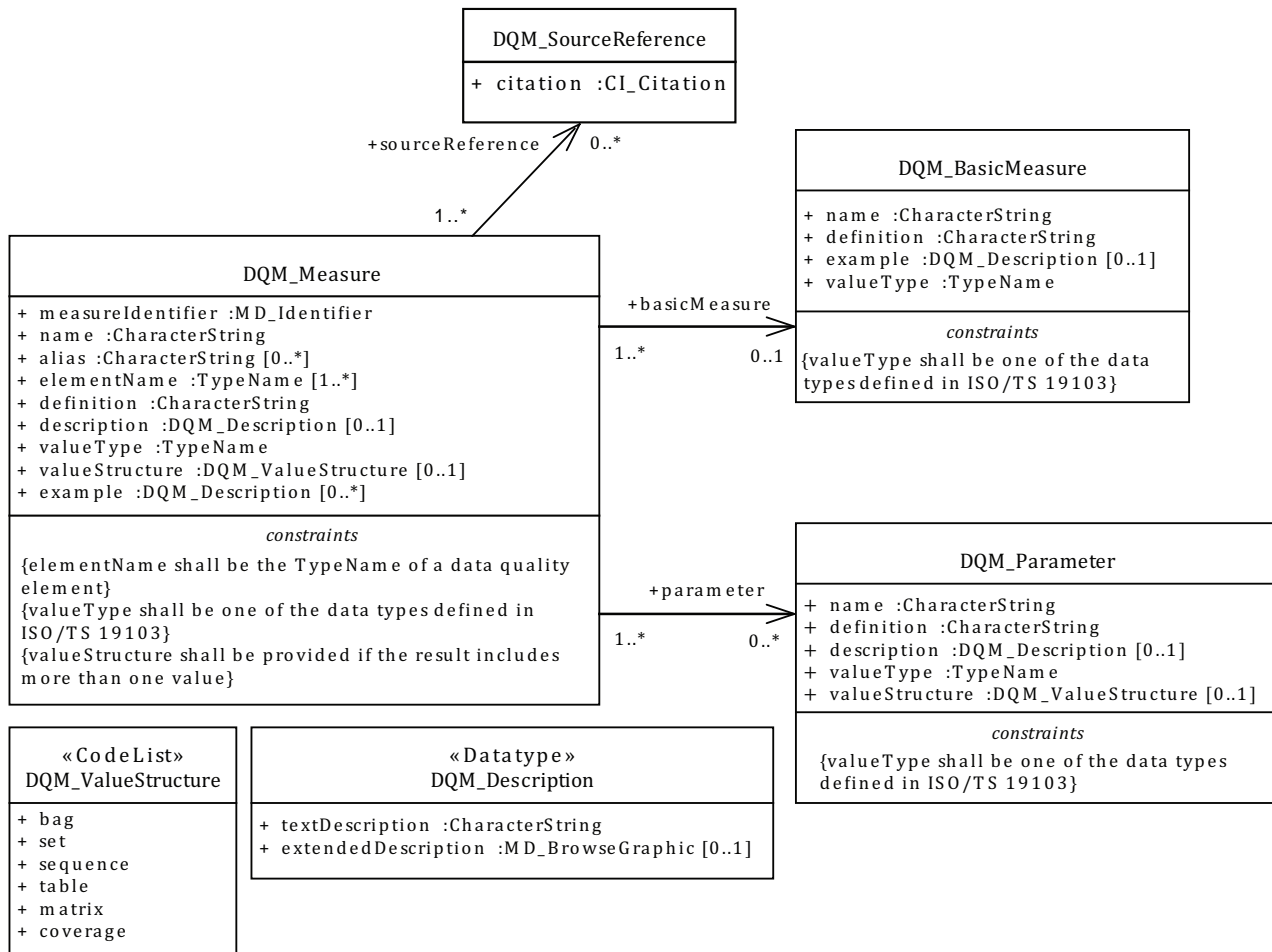 DQM_SourceReference
+ citation :CI_Citation
+sourceReference
0..*
1..*
DQM_BasicMeasure
+ name :CharacterString
+ definition :CharacterString
+ example :DQM_Description [0..1]
+ valueType :TypeName
constraints
{valueType shall be one of the data
types defined in ISO/TS 19103}
DQM_Measure
+ measureIdentifier :MD_Identifier
+ name :CharacterString
+ alias :CharacterString [0..*]
+ elementName :TypeName [1..*]
+ definition :CharacterString
+ description :DQM_Description [0..1]
+ valueType :TypeName
+ valueStructure :DQM_ValueStructure [0..1]
+ example :DQM_Description [0..*]
constraints
{elementName shall be the TypeName of a data quality
element}
{valueType shall be one of the data types defined in
ISO/TS 19103}
{valueStructure shall be provided if the result includes
more than one value}
+basicMeasure
1..*
0..1
+parameter
1..*
0..*
DQM_Parameter
+ name :CharacterString
+ definition :CharacterString
+ description :DQM_Description [0..1]
+ valueType :TypeName
+ valueStructure :DQM_ValueStructure [0..1]
constraints
{valueType shall be one of the data types
defined in ISO/TS 19103}
«CodeList»
DQM_ValueStructure
+ bag
+ set
+ sequence
+ table
+ matrix
+ coverage
«Datatype»
DQM_Description
+ textDescription :CharacterString
+ extendedDescription :MD_BrowseGraphic [0..1]